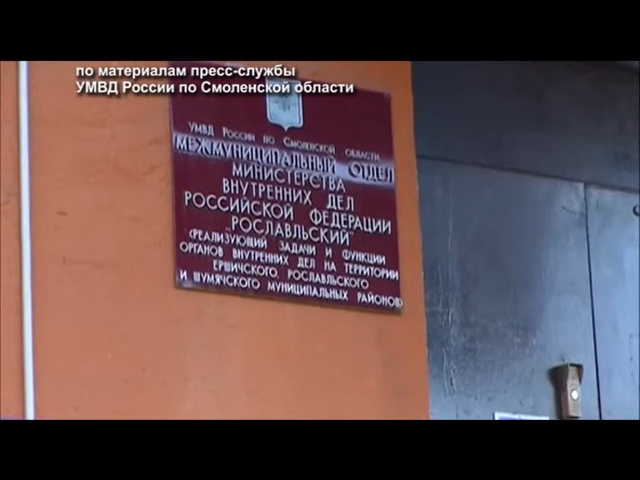 по материалам пресс-службы
УМВД России по Смоленской области
УМВД России по Смоленской области
МЕЖМУНИЦИПАЛЬНЫЙ ОТДЕЛ
МИНИСТЕРСТВА
ВНУТРЕННИХ ДЕЛ
РОССИЙСКОЙ ФЕДЕРАЦИИ
"РОСЛАВЛЬСКИЙ"
(РЕАЛИЗУЮЩИЙ ЗАДАЧИ И ФУНКЦИИ
ОРГАНОВ ВНУТРЕННИХ ДЕЛ НА ТЕРРИТОРИИ
ЕРШИЧСКОГО, РОСЛАВЛЬСКОГО
И ШУМЯЧСКОГО МУНИЦИПАЛЬНЫХ РАЙОНОВ)